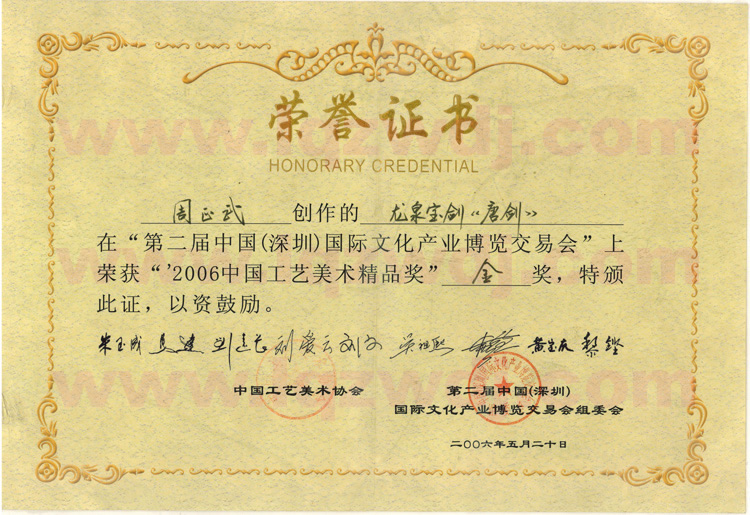 荣誉证书
HONORARY CREDENTIAL
周正武 创作的 龙泉宝剑《唐剑》
在“第二届中国(深圳)国际文化产业博览交易会”上
荣获“'2006中国工艺美术精品奖” 金 奖，特颁
此证，以资鼓励。
中国工艺美术协会
第二届中国(深圳)
国际文化产业博览交易会组委会
二〇〇六年五月二十日